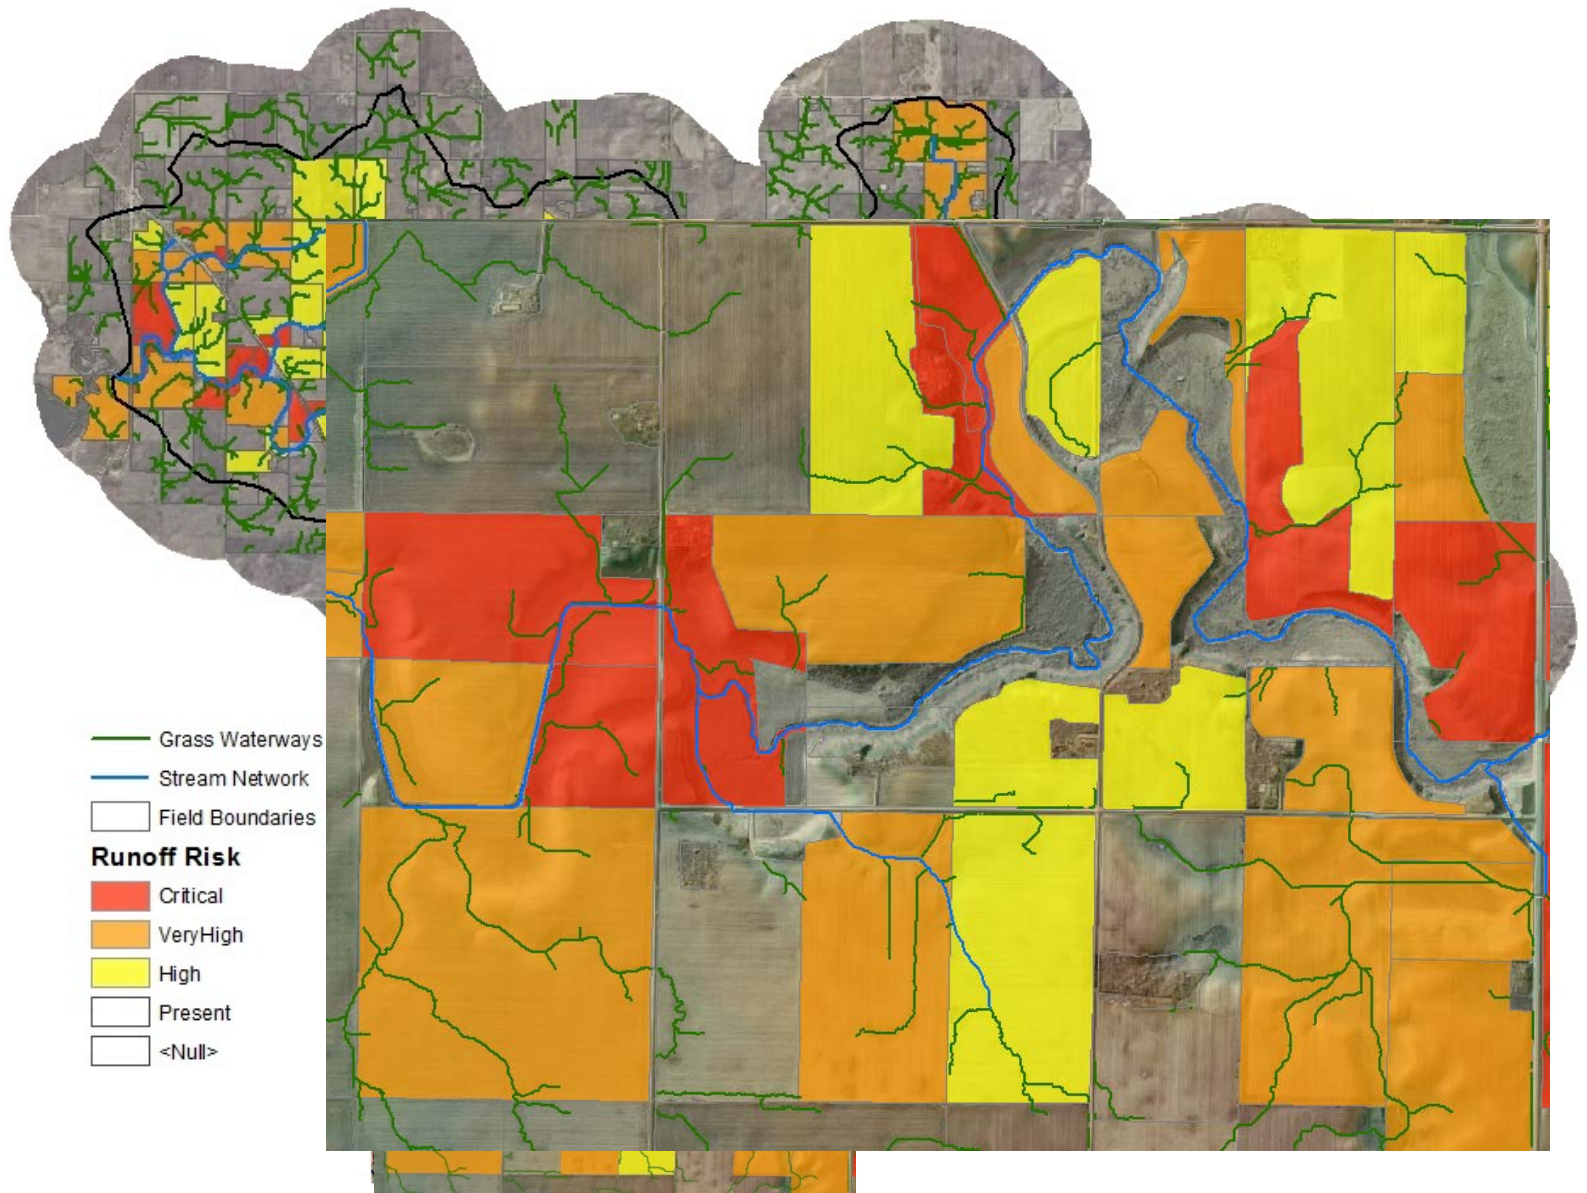 Grass Waterways
Stream Network
Field Boundaries
Runoff Risk
Critical
VeryHigh
High
Present
<Null>